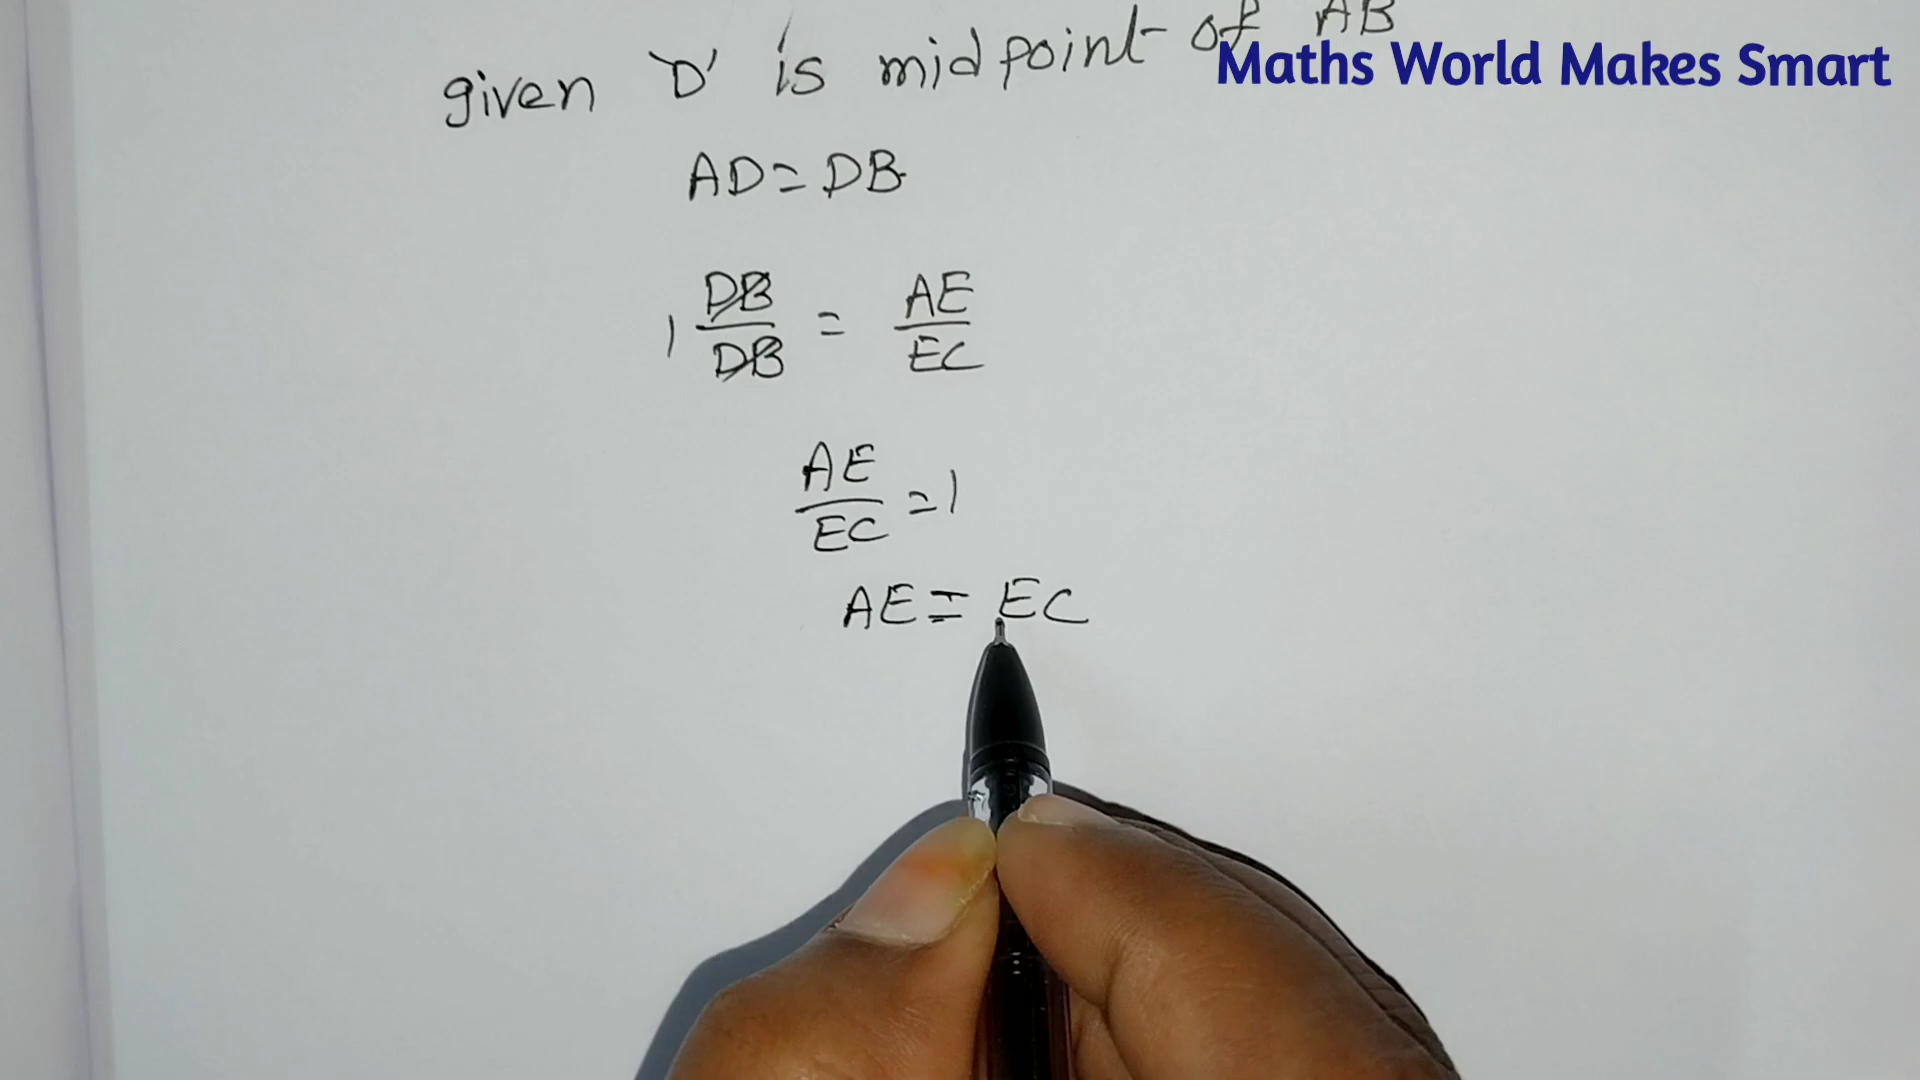 given 'D' is midpoint of AB
Maths World Makes Smart
AD = DB
1 DB/DB = AE/EC
AE/EC = 1
AE = EC